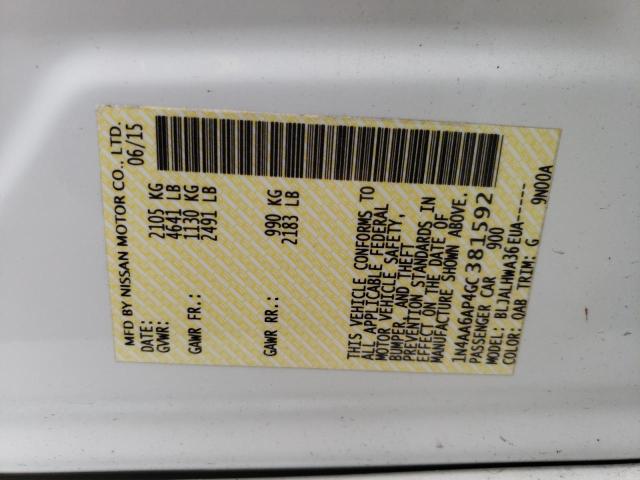 MFD BY NISSAN MOTOR CO., LTD.
DATE: 06/15
GVWR: 2105 KG
4641 LB
GAWR FR.: 1130 KG
2491 LB
GAWR RR.: 990 KG
2183 LB
THIS VEHICLE CONFORMS TO
ALL APPLICABLE FEDERAL
MOTOR VEHICLE SAFETY,
BUMPER, AND THEFT
PREVENTION STANDARDS IN
EFFECT ON THE DATE OF
MANUFACTURE SHOWN ABOVE.
1N4AA6AP4GC381592
PASSENGER CAR 900
MODEL: BLJALHWA36EUA-----
COLOR: QAB TRIM: G 9N00A